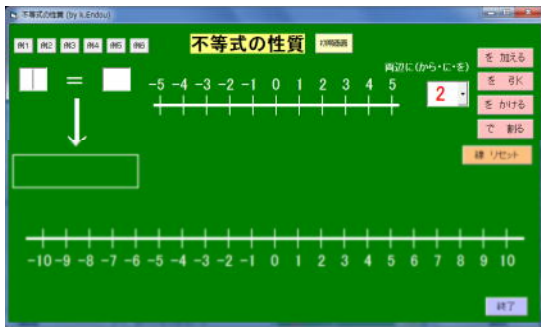 不等式の性質 (by k.Endou)
例1 例2 例3 例4 例5 例6 不等式の性質 初期画面
=
両辺に(から・に・を)
2
を 加える
を 引く
を かける
で 割る
線 リセット
-5 -4 -3 -2 -1 0 1 2 3 4 5
-10 -9 -8 -7 -6 -5 -4 -3 -2 -1 0 1 2 3 4 5 6 7 8 9 10
終了